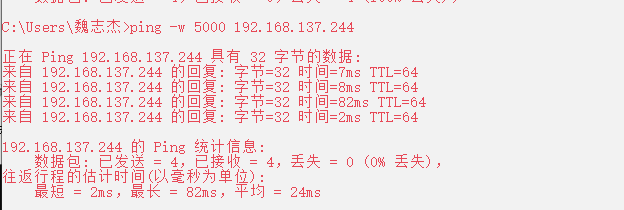 C:\Users\魏志杰>ping -w 5000 192.168.137.244
正在 Ping 192.168.137.244 具有 32 字节的数据:
来自 192.168.137.244 的回复: 字节=32 时间=7ms TTL=64
来自 192.168.137.244 的回复: 字节=32 时间=8ms TTL=64
来自 192.168.137.244 的回复: 字节=32 时间=82ms TTL=64
来自 192.168.137.244 的回复: 字节=32 时间=2ms TTL=64
192.168.137.244 的 Ping 统计信息:
数据包: 已发送 = 4，已接收 = 4，丢失 = 0 (0% 丢失)，
往返行程的估计时间(以毫秒为单位):
最短 = 2ms，最长 = 82ms，平均 = 24ms